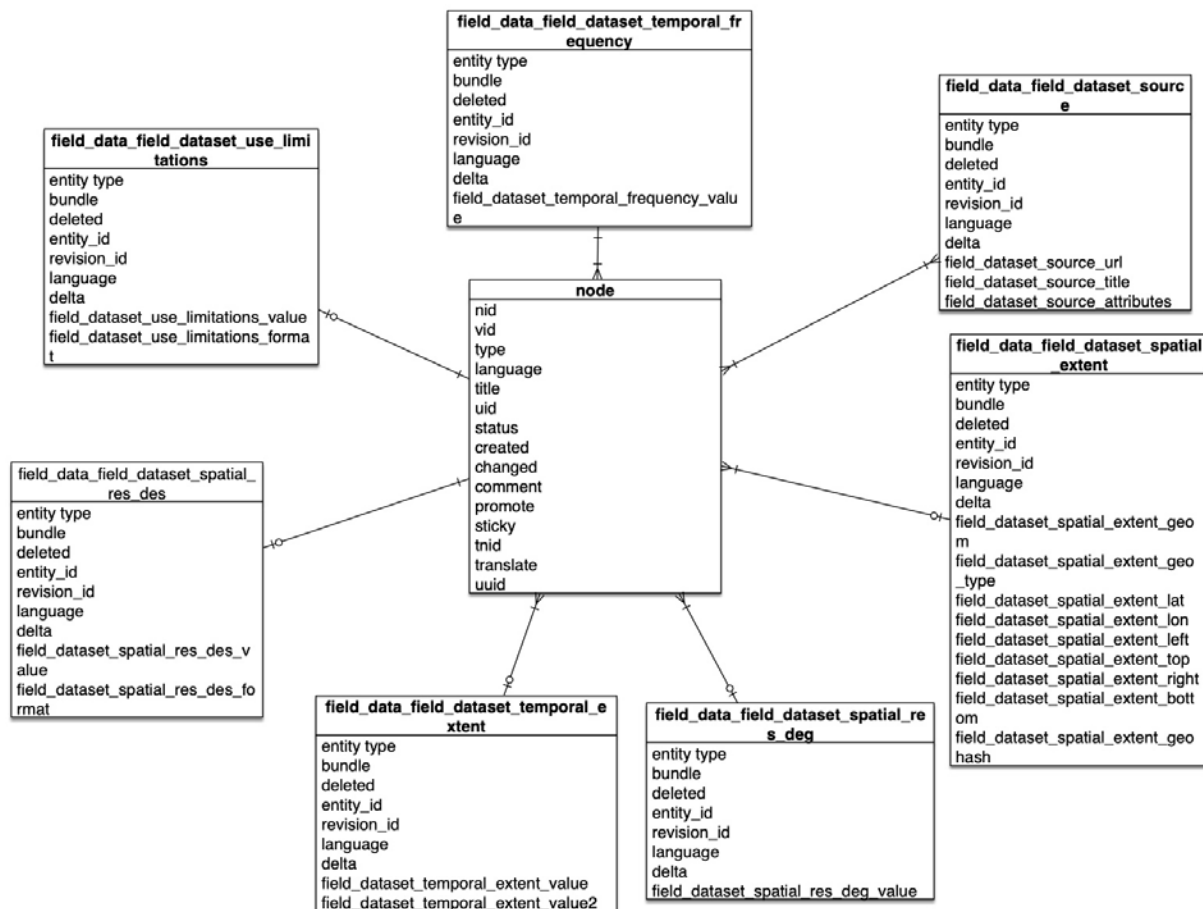 field_data_field_dataset_temporal_fr
equency
entity type
bundle
deleted
entity_id
revision_id
language
delta
field_dataset_temporal_frequency_valu
e
field_data_field_dataset_sourc
e
entity type
bundle
deleted
entity_id
revision_id
language
delta
field_dataset_source_url
field_dataset_source_title
field_dataset_source_attributes
field_data_field_dataset_use_limi
tations
entity type
bundle
deleted
entity_id
revision_id
language
delta
field_dataset_use_limitations_value
field_dataset_use_limitations_forma
t
node
nid
vid
type
language
title
uid
status
created
changed
comment
promote
sticky
tnid
translate
uuid
field_data_field_dataset_spatial
_extent
entity type
bundle
deleted
entity_id
revision_id
language
delta
field_dataset_spatial_extent_geo
m
field_dataset_spatial_extent_geo
_type
field_dataset_spatial_extent_lat
field_dataset_spatial_extent_lon
field_dataset_spatial_extent_left
field_dataset_spatial_extent_top
field_dataset_spatial_extent_right
field_dataset_spatial_extent_bott
om
field_dataset_spatial_extent_geo
hash
field_data_field_dataset_spatial_
res_des
entity type
bundle
deleted
entity_id
revision_id
language
delta
field_dataset_spatial_res_des_v
alue
field_dataset_spatial_res_des_fo
rmat
field_data_field_dataset_temporal_e
xtent
entity type
bundle
deleted
entity_id
revision_id
language
delta
field_dataset_temporal_extent_value
field_dataset_temporal_extent_value2
field_data_field_dataset_spatial_re
s_deg
entity type
bundle
deleted
entity_id
revision_id
language
delta
field_dataset_spatial_res_deg_value